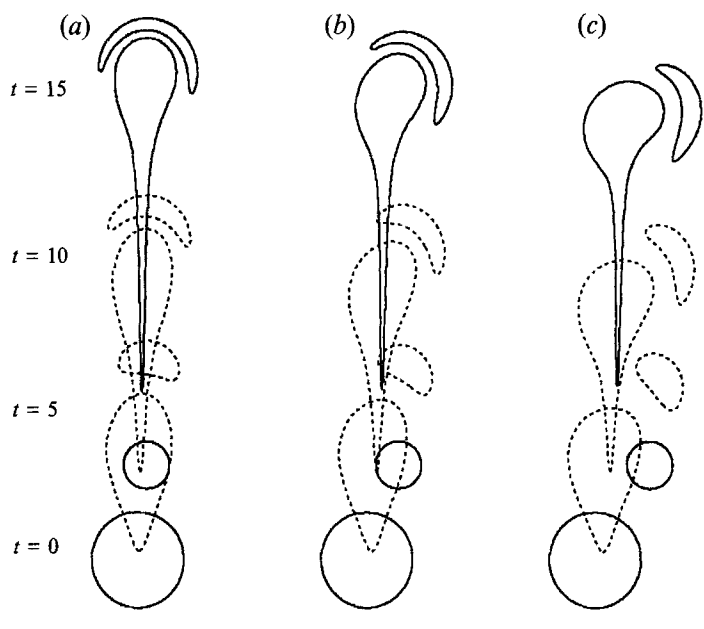 (a) (b) (c)
t = 15
t = 10
t = 5
t = 0